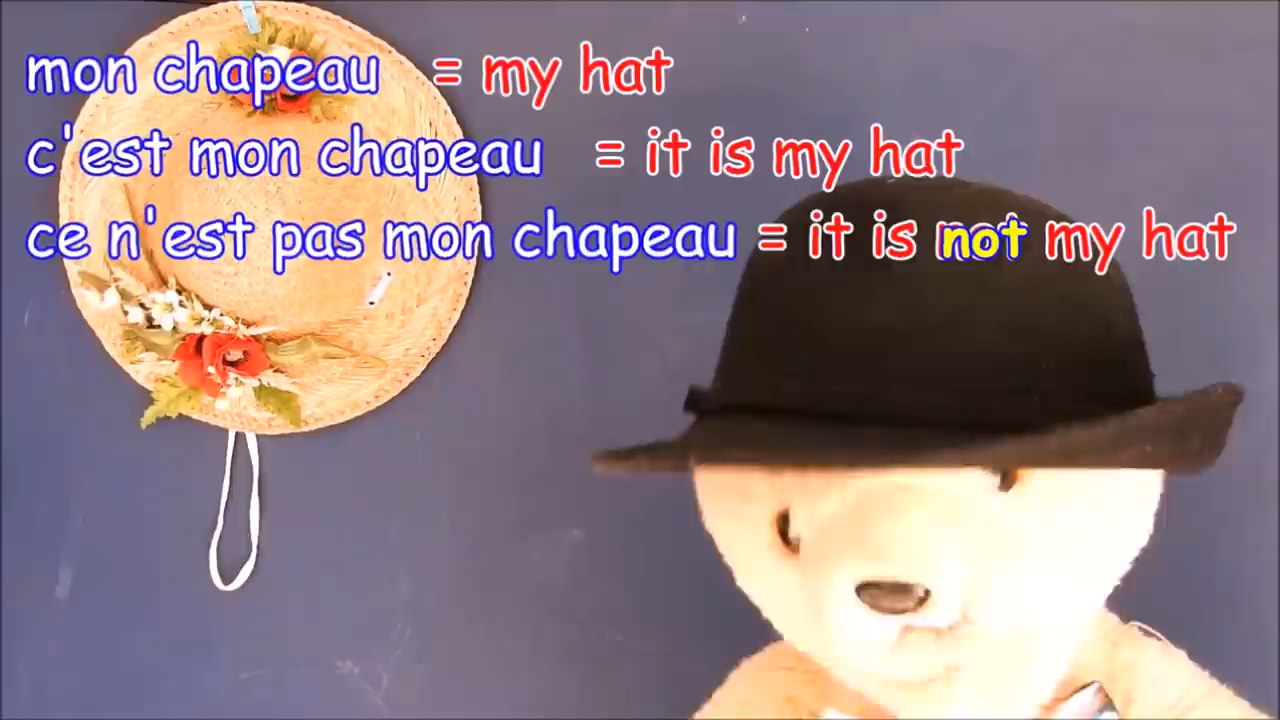 mon chapeau = my hat
c'est mon chapeau = it is my hat
ce n'est pas mon chapeau = it is not my hat